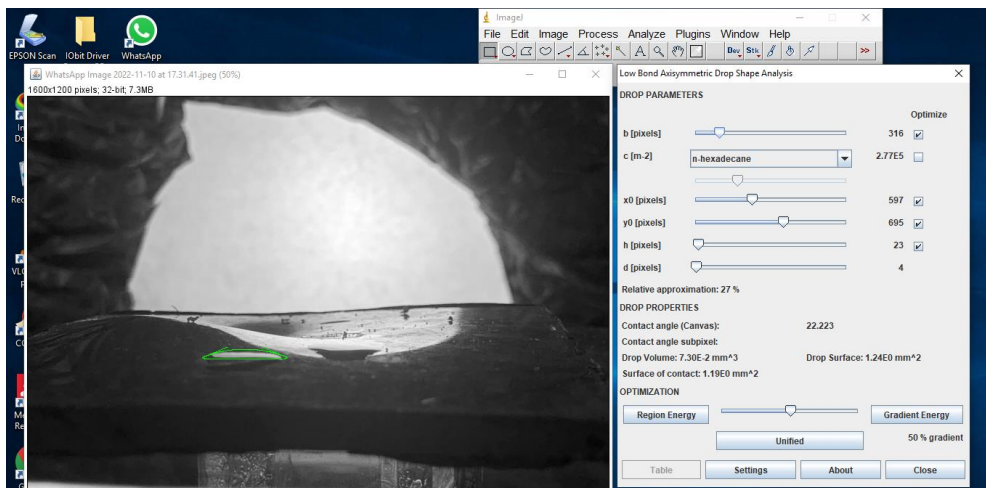 EPSON Scan IObit Driver WhatsApp
ImageJ
File Edit Image Process Analyze Plugins Window Help
Dev Stk >>
WhatsApp Image 2022-11-10 at 17.31.41.jpeg (50%)
1600x1200 pixels; 32-bit; 7.3MB
Low Bond Axisymmetric Drop Shape Analysis
DROP PARAMETERS
Optimize
b [pixels] 316
c [m-2] n-hexadecane 2.77E5
x0 [pixels] 597
y0 [pixels] 695
h [pixels] 23
d [pixels] 4
Relative approximation: 27 %
DROP PROPERTIES
Contact angle (Canvas): 22.223
Contact angle subpixel:
Drop Volume: 7.30E-2 mm^3 Drop Surface: 1.24E0 mm^2
Surface of contact: 1.19E0 mm^2
OPTIMIZATION
Region Energy Gradient Energy
Unified 50 % gradient
Table Settings About Close